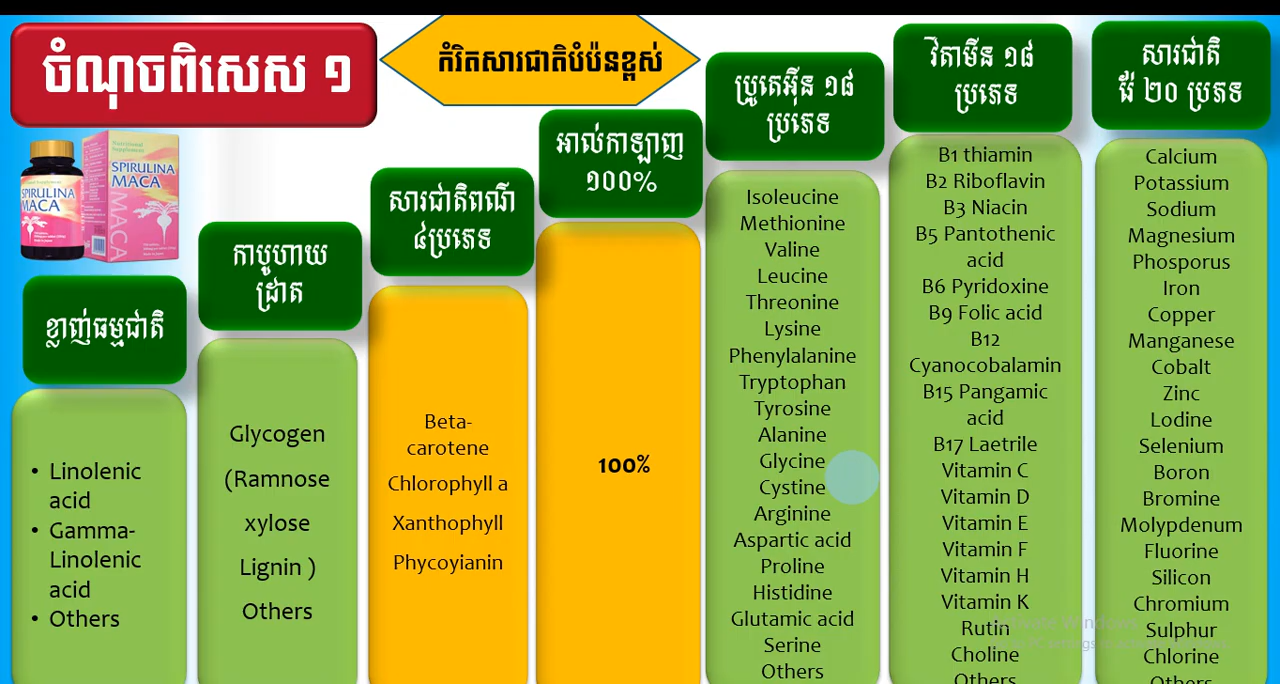 ចំណុចពិសេស ១
កំរិតសារជាតិបំប៉នខ្ពស់
Nutritional
Supplement
SPIRULINA
MACA
SPIRULINA
MACA
MACA
ខ្លាញ់ធម្មជាតិ
• Linolenic
acid
• Gamma-
Linolenic
acid
• Others
កាបូហាយ
ដ្រាត
Glycogen
(Ramnose
xylose
Lignin )
Others
សារជាតិពណ៌
៤ប្រភេទ
Beta-
carotene
Chlorophyll a
Xanthophyll
Phycoyianin
អាល់កាឡាញ
១០០%
100%
ប្រូតេអ៊ីន ១៨
ប្រភេទ
Isoleucine
Methionine
Valine
Leucine
Threonine
Lysine
Phenylalanine
Tryptophan
Tyrosine
Alanine
Glycine
Cystine
Arginine
Aspartic acid
Proline
Histidine
Glutamic acid
Serine
Others
វិតាមីន ១៨
ប្រភេទ
B1 thiamin
B2 Riboflavin
B3 Niacin
B5 Pantothenic
acid
B6 Pyridoxine
B9 Folic acid
B12
Cyanocobalamin
B15 Pangamic
acid
B17 Laetrile
Vitamin C
Vitamin D
Vitamin E
Vitamin F
Vitamin H
Vitamin K
Rutin
Choline
Others
សារជាតិ
រ៉ែ ២០ ប្រភទ
Calcium
Potassium
Sodium
Magnesium
Phosporus
Iron
Copper
Manganese
Cobalt
Zinc
Lodine
Selenium
Boron
Bromine
Molypdenum
Fluorine
Silicon
Chromium
Sulphur
Chlorine
Others